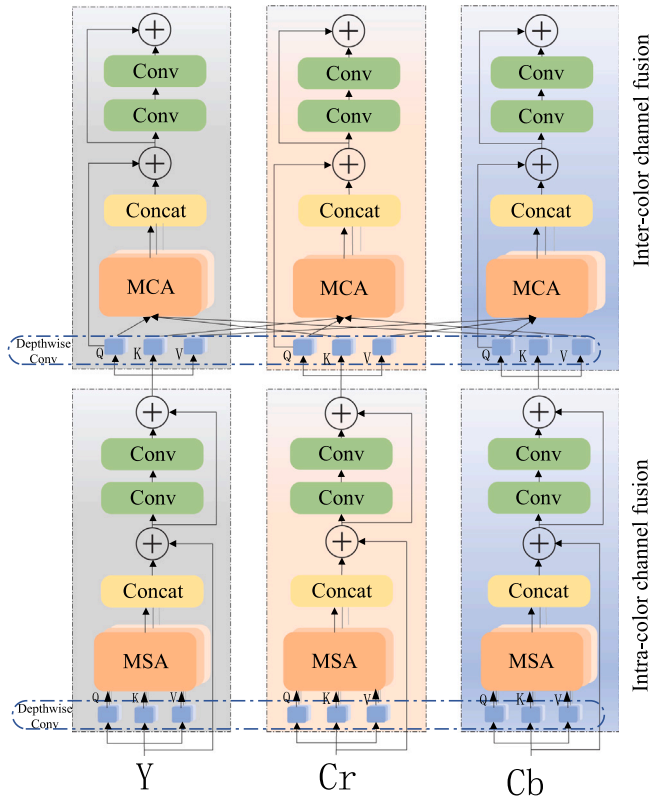 Conv Conv Conv
Conv Conv Conv
Concat Concat Concat
MCA MCA MCA
Inter-color channel fusion
Depthwise
Conv
Q K V Q K V Q K V
Conv Conv Conv
Conv Conv Conv
Concat Concat Concat
MSA MSA MSA
Intra-color channel fusion
Q K V Q K V Q K V
Depthwise
Conv
Y Cr Cb